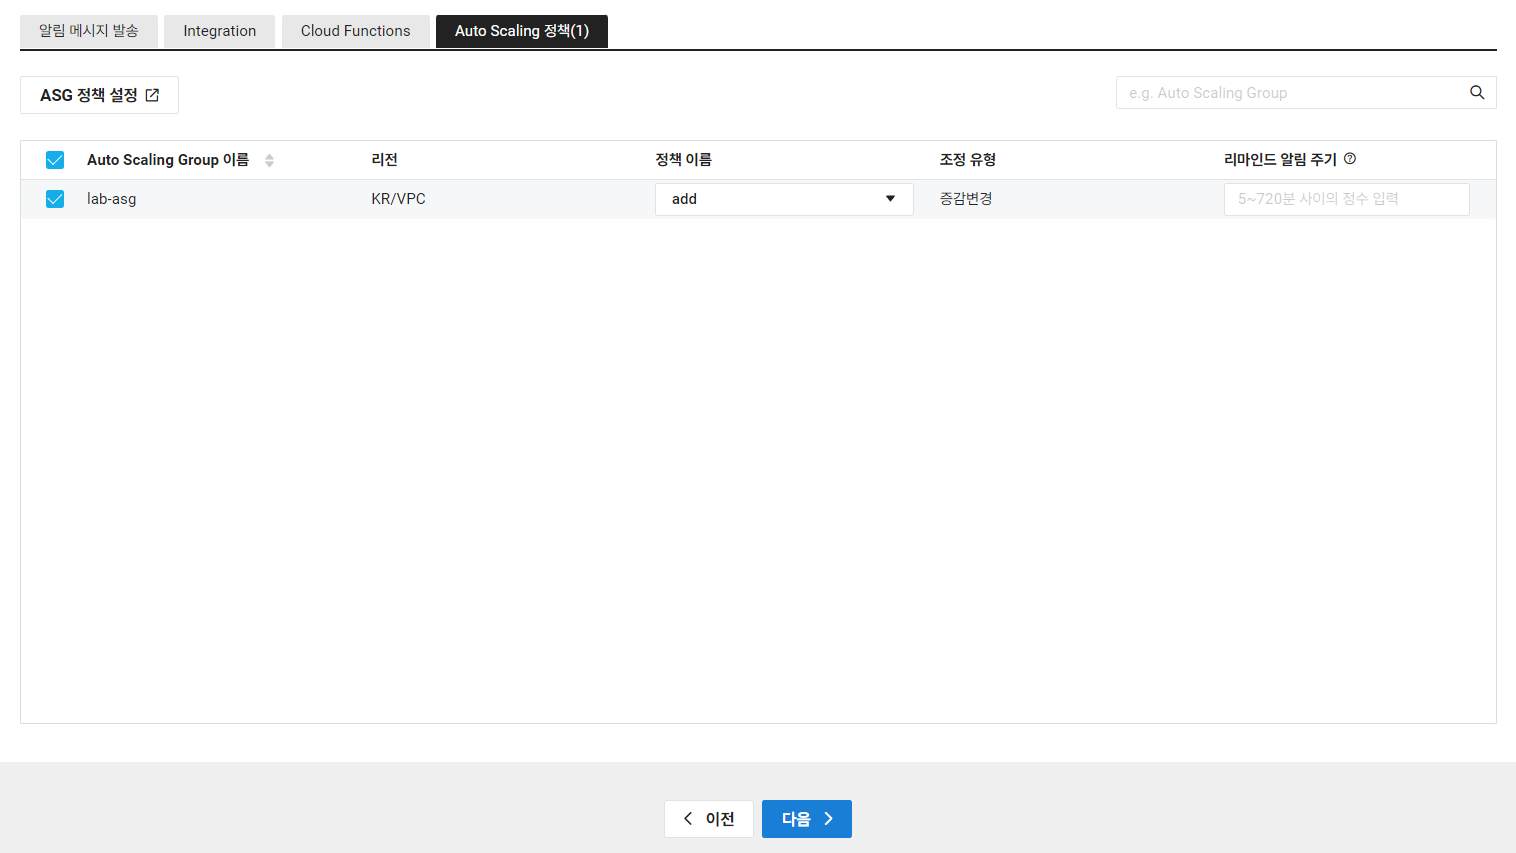 알림 메시지 발송 Integration Cloud Functions Auto Scaling 정책(1)
ASG 정책 설정 e.g. Auto Scaling Group
Auto Scaling Group 이름 리전 정책 이름 조정 유형 리마인드 알림 주기
lab-asg KR/VPC add 증감변경 5~720분 사이의 정수 입력
이전 다음